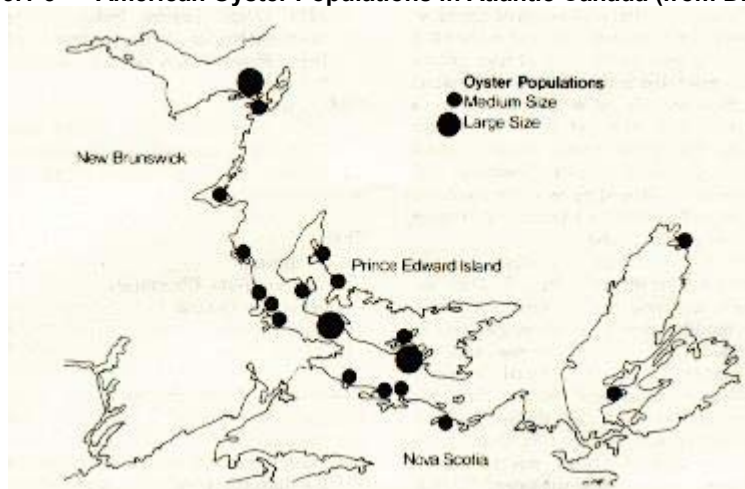 American Oyster Populations in Atlantic Canada (from B
Oyster Populations
Medium Size
Large Size
New Brunswick
Prince Edward Island
Nova Scotia